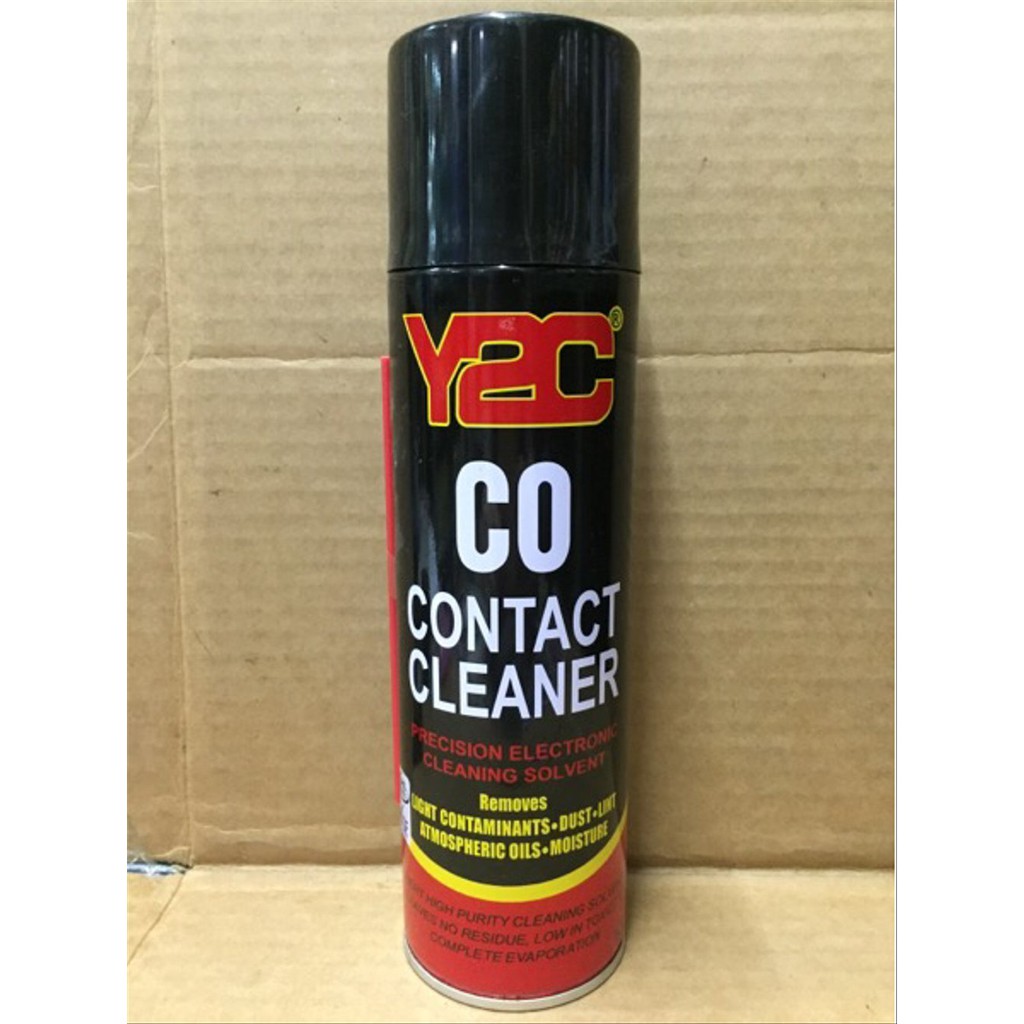 Y2C®
CO
CONTACT
CLEANER
PRECISION ELECTRONIC
CLEANING SOLVENT
Removes
LIGHT CONTAMINANTS•DUST•LINT
ATMOSPHERIC OILS•MOISTURE
HIGH PURITY CLEANING
NO RESIDUE, LOW IN
COMPLETE EVAPORATION